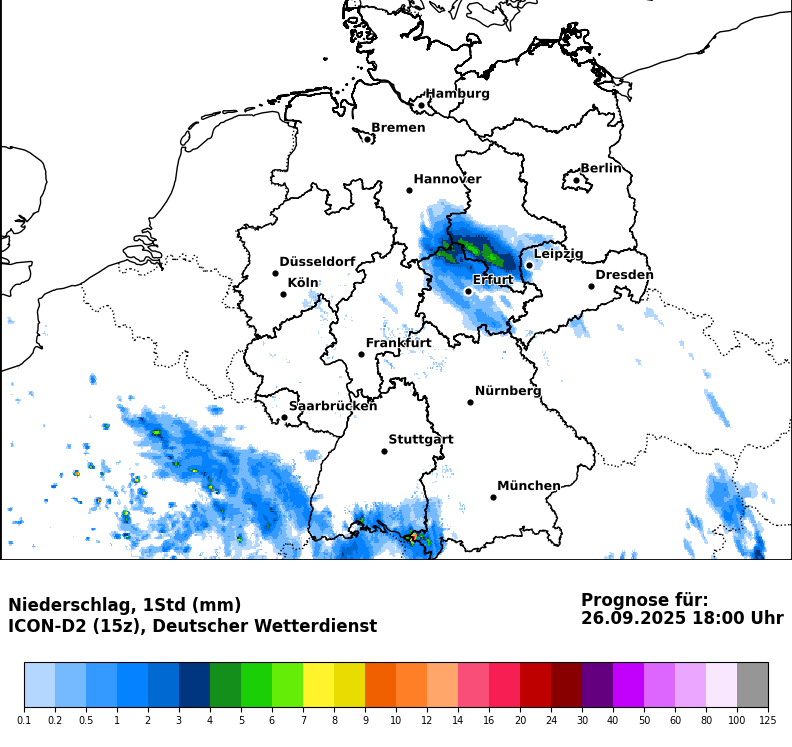 Hamburg
Bremen
Berlin
Hannover
Leipzig
Düsseldorf
Dresden
Erfurt
Köln
Frankfurt
Nürnberg
Saarbrücken
Stuttgart
München
Niederschlag, 1Std (mm)
ICON-D2 (15z), Deutscher Wetterdienst
Prognose für:
26.09.2025 18:00 Uhr
0.1 0.2 0.5 1 2 3 4 5 6 7 8 9 10 12 14 16 20 24 30 40 50 60 80 100 125